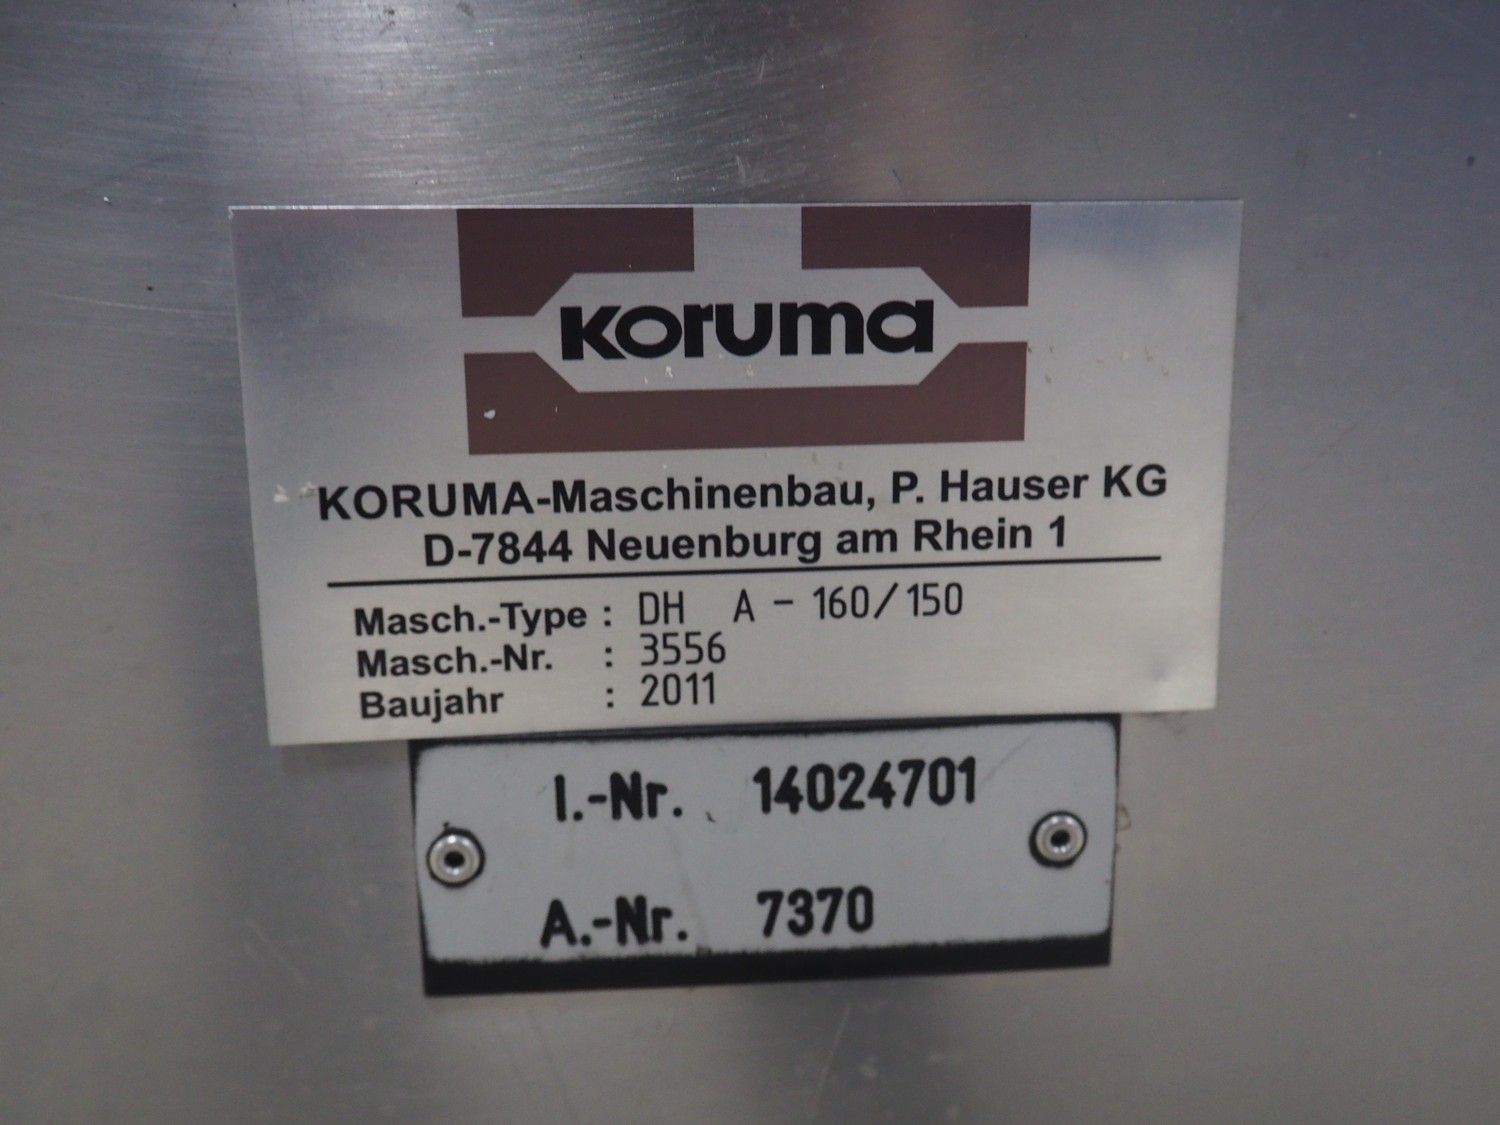 Koruma
KORUMA-Maschinenbau, P. Hauser KG
D-7844 Neuenburg am Rhein 1
Masch.-Type : DH A - 160/150
Masch.-Nr. : 3556
Baujahr : 2011
I.-Nr. 14024701
A.-Nr. 7370